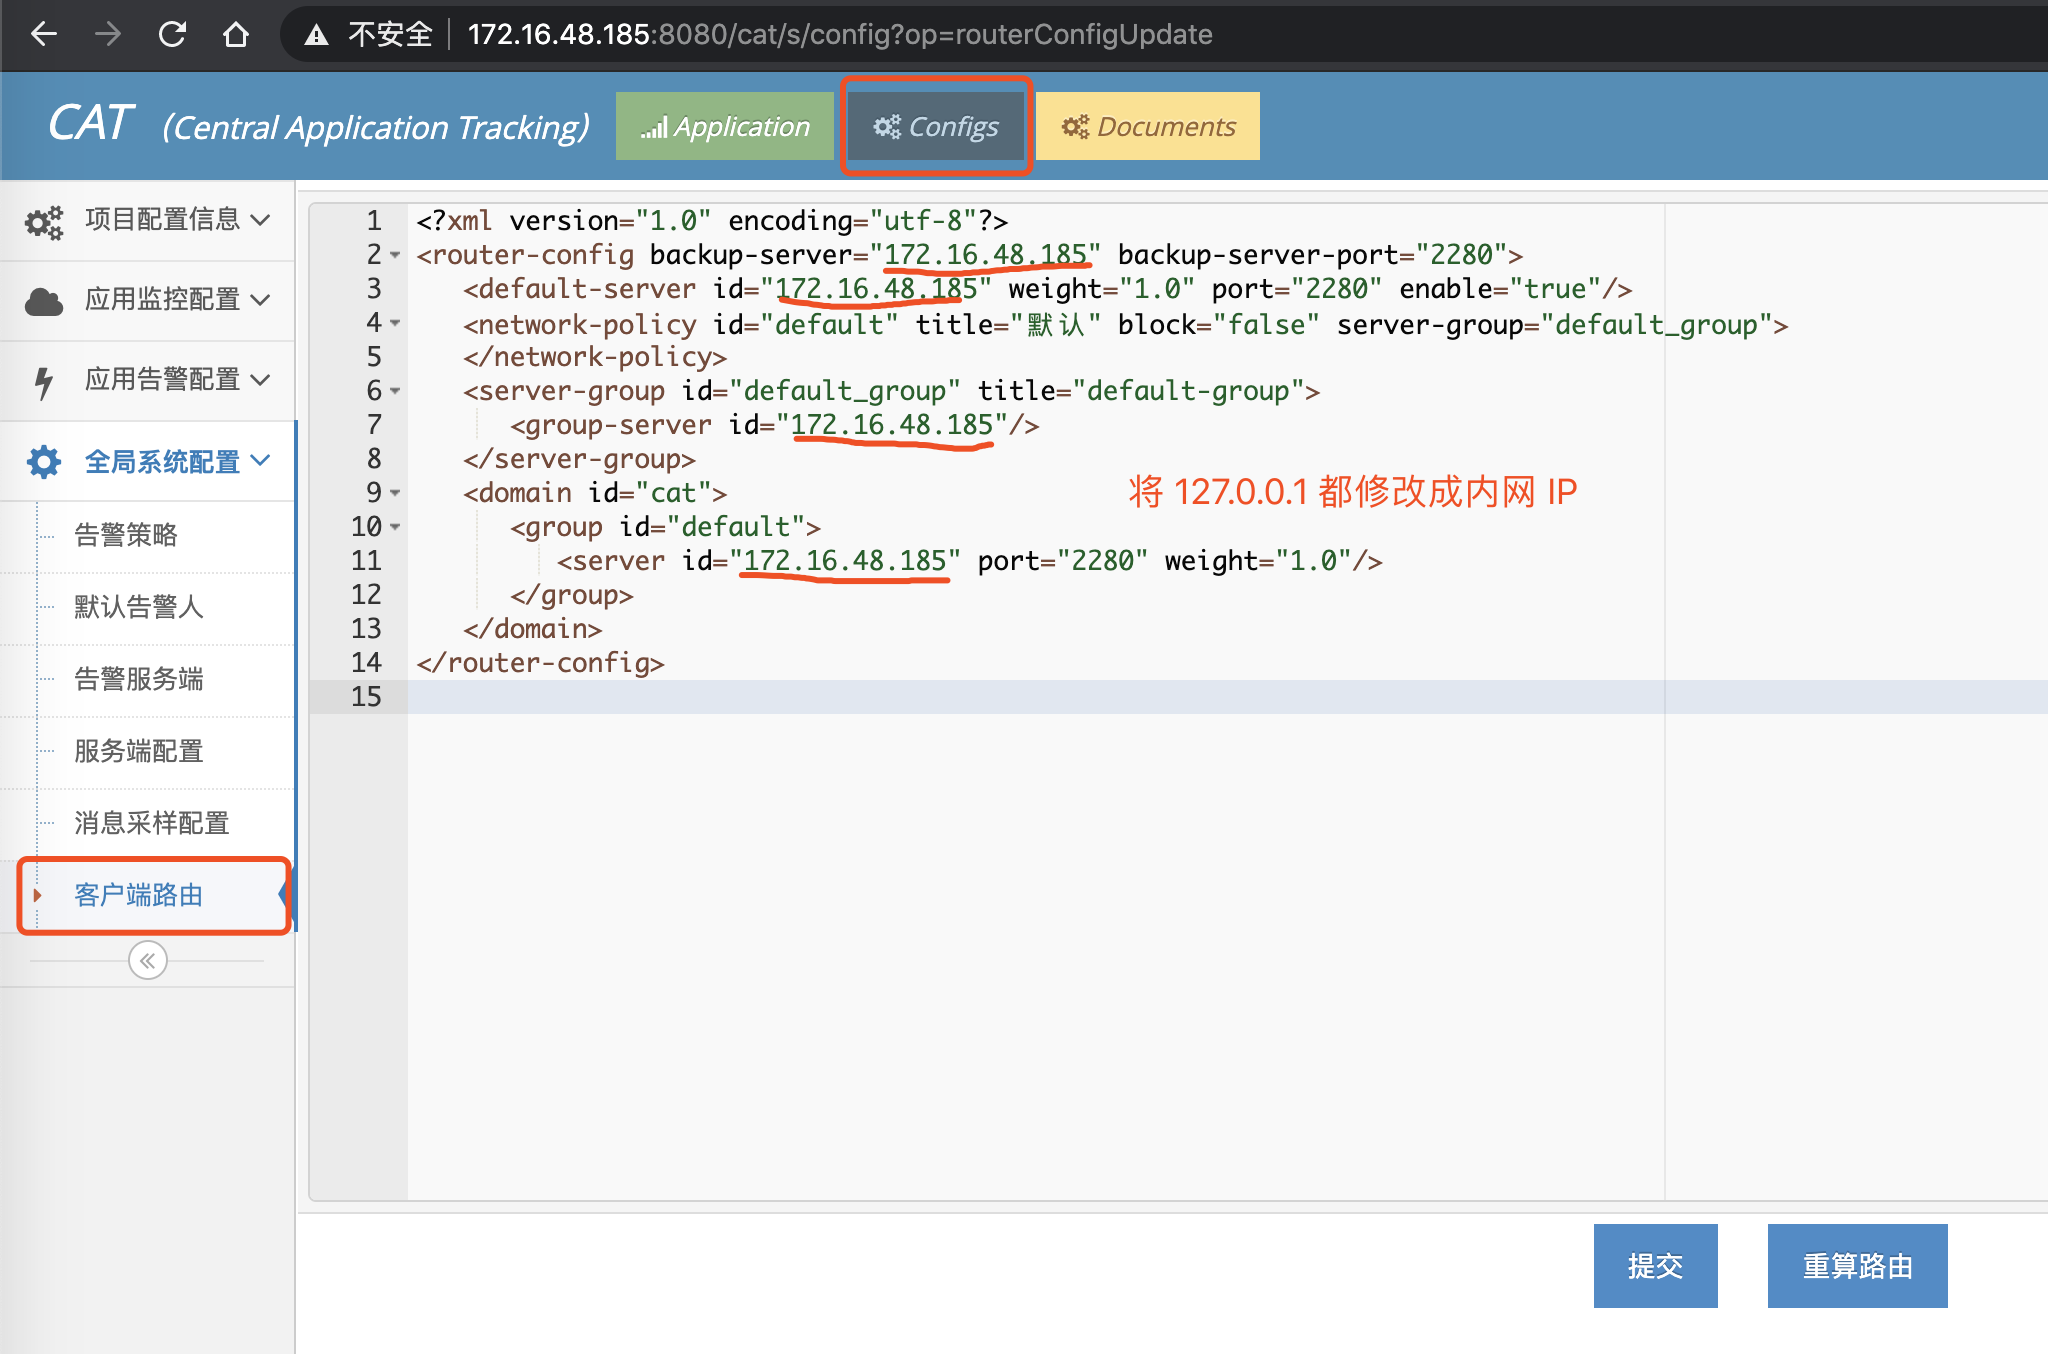 不安全 172.16.48.185:8080/cat/s/config?op=routerConfigUpdate
CAT (Central Application Tracking) Application Configs Documents
项目配置信息
应用监控配置
应用告警配置
全局系统配置
告警策略
默认告警人
告警服务端
服务端配置
消息采样配置
客户端路由
1 <?xml version="1.0" encoding="utf-8"?>
2 <router-config backup-server="172.16.48.185" backup-server-port="2280">
3 <default-server id="172.16.48.185" weight="1.0" port="2280" enable="true"/>
4 <network-policy id="default" title="默认" block="false" server-group="default_group">
5 </network-policy>
6 <server-group id="default_group" title="default-group">
7 <group-server id="172.16.48.185"/>
8 </server-group>
9 <domain id="cat">
将 127.0.0.1 都修改成内网 IP
10 <group id="default">
11 <server id="172.16.48.185" port="2280" weight="1.0"/>
12 </group>
13 </domain>
14 </router-config>
15
提交 重算路由